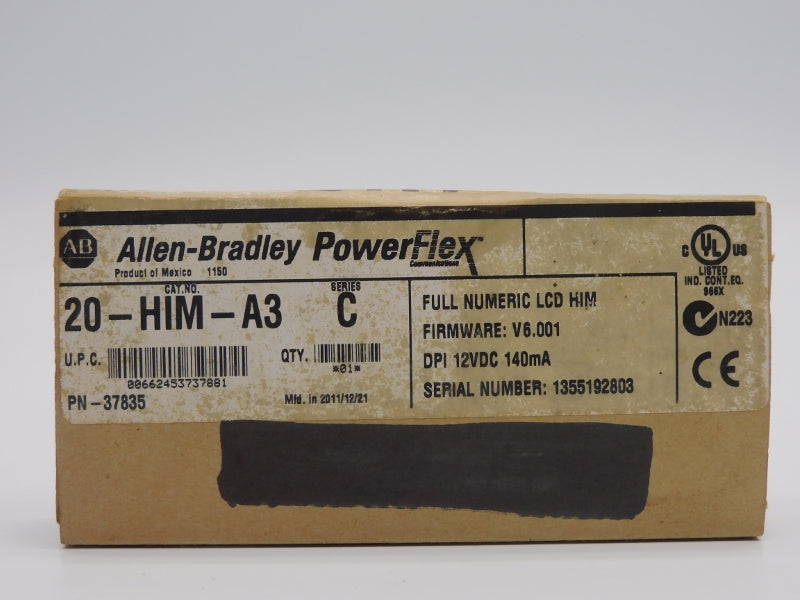 AB Allen-Bradley PowerFlex™
Communications
Product of Mexico 1150
CAT.NO. SERIES
20-HIM-A3 C
U.P.C. QTY.
00662453737881 *01*
PN-37835 Mfd. in 2011/12/21
FULL NUMERIC LCD HIM
FIRMWARE: V6.001
DPI 12VDC 140mA
SERIAL NUMBER: 1355192803
C UL US
LISTED
IND. CONT. EQ.
966X
N223
CE